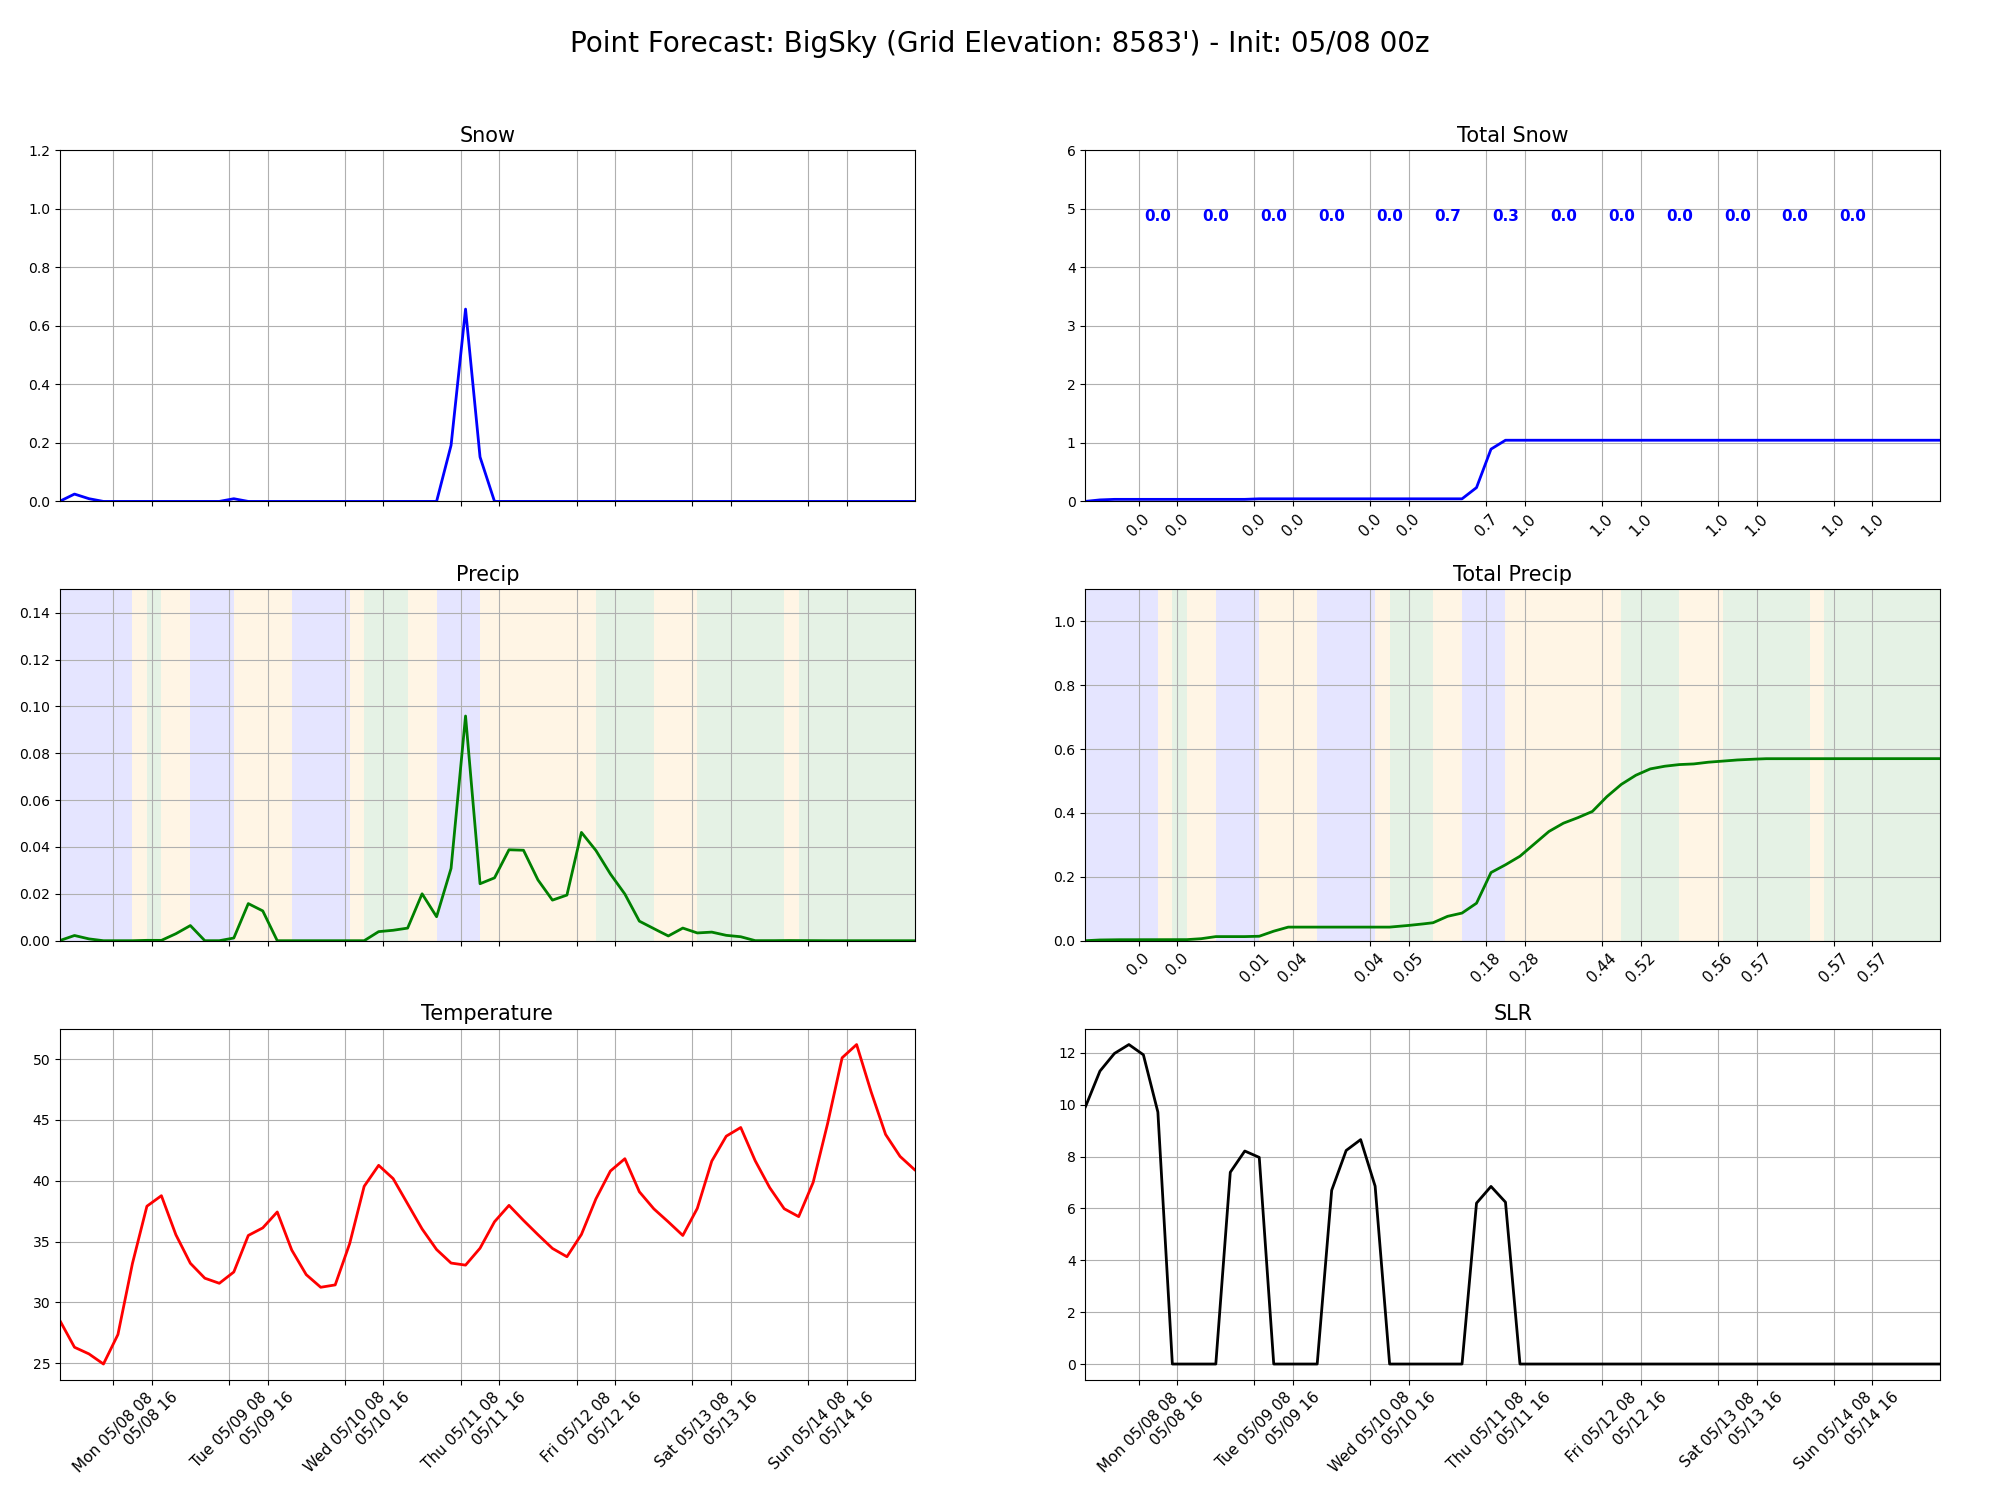 Point Forecast: BigSky (Grid Elevation: 8583') - Init: 05/08 00z
Snow
1.2
1.0
0.8
0.6
0.4
0.2
0.0
Total Snow
6
5
4
3
2
1
0
0.0 0.0 0.0 0.0 0.0 0.7 0.3 0.0 0.0 0.0 0.0 0.0 0.0
0.0 0.0 0.0 0.0 0.0 0.0 0.7 1.0 1.0 1.0 1.0 1.0 1.0 1.0
Precip
0.14
0.12
0.10
0.08
0.06
0.04
0.02
0.00
Total Precip
1.0
0.8
0.6
0.4
0.2
0.0
0.0 0.0 0.01 0.04 0.04 0.05 0.18 0.28 0.44 0.52 0.56 0.57 0.57 0.57
Temperature
50
45
40
35
30
25
Mon 05/08 08
05/08 16
Tue 05/09 08
05/09 16
Wed 05/10 08
05/10 16
Thu 05/11 08
05/11 16
Fri 05/12 08
05/12 16
Sat 05/13 08
05/13 16
Sun 05/14 08
05/14 16
SLR
12
10
8
6
4
2
0
Mon 05/08 08
05/08 16
Tue 05/09 08
05/09 16
Wed 05/10 08
05/10 16
Thu 05/11 08
05/11 16
Fri 05/12 08
05/12 16
Sat 05/13 08
05/13 16
Sun 05/14 08
05/14 16